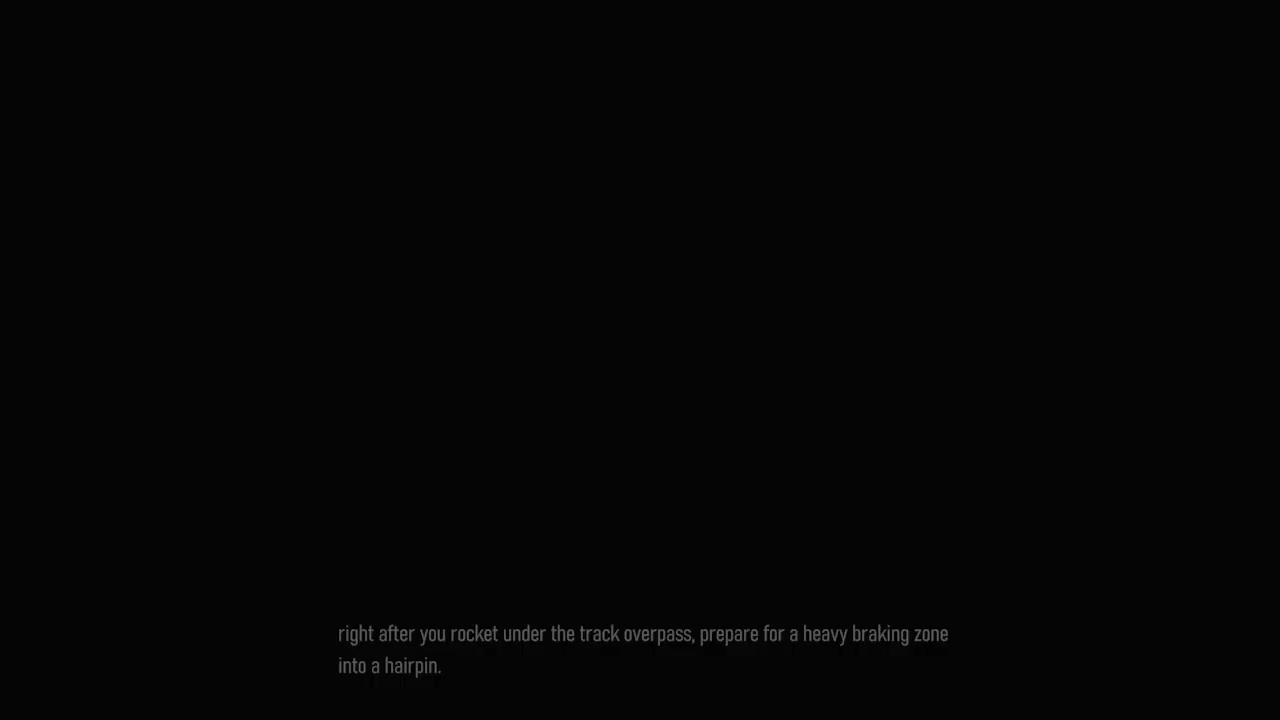 right after you rocket under the track overpass, prepare for a heavy braking zone
into a hairpin.